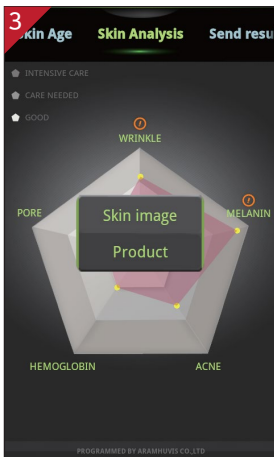 3
kin Age Skin Analysis Send resu
INTENSIVE CARE
CARE NEEDED
GOOD
WRINKLE
PORE
MELANIN
Skin image
Product
HEMOGLOBIN
ACNE
PROGRAMMED BY ARAMHUVIS CO.,LTD